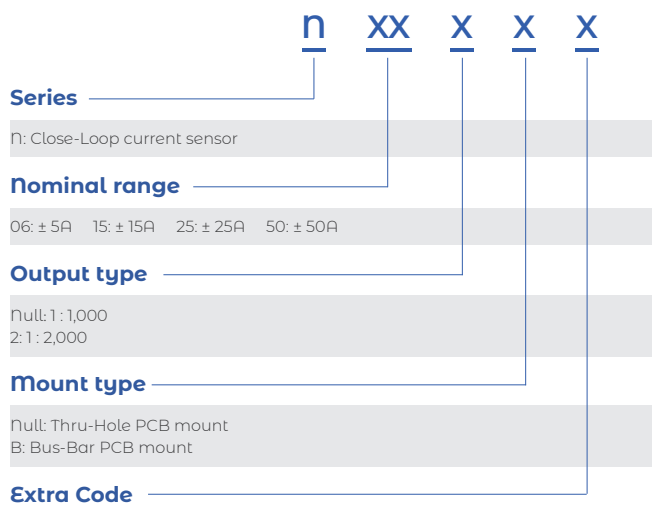 n xx x x x
Series
N: Close-Loop current sensor
Nominal range
06: ± 5A 15: ± 15A 25: ± 25A 50: ± 50A
Output type
Null: 1 : 1,000
2: 1 : 2,000
Mount type
Null: Thru-Hole PCB mount
B: Bus-Bar PCB mount
Extra Code